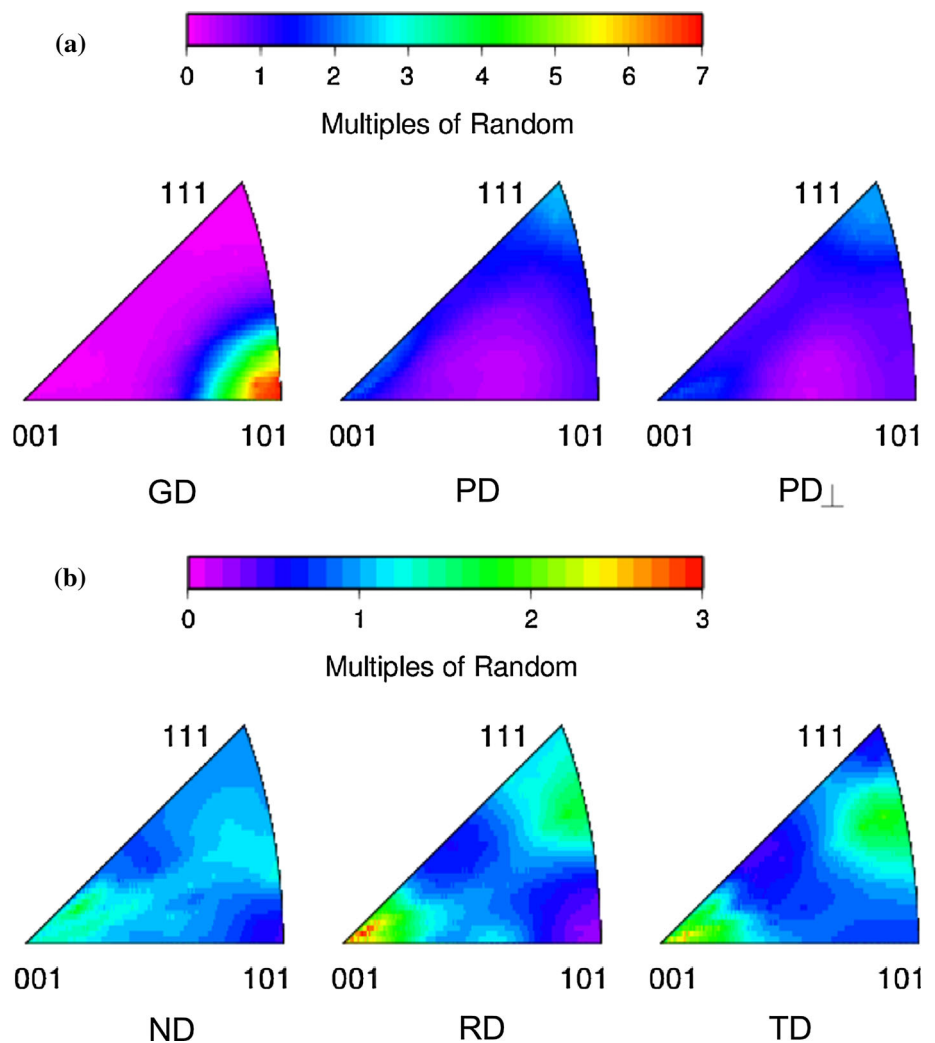 (a)
0 1 2 3 4 5 6 7
Multiples of Random
111 111 111
001 101 001 101 001 101
GD PD PD⊥
(b)
0 1 2 3
Multiples of Random
111 111 111
001 101 001 101 001 101
ND RD TD